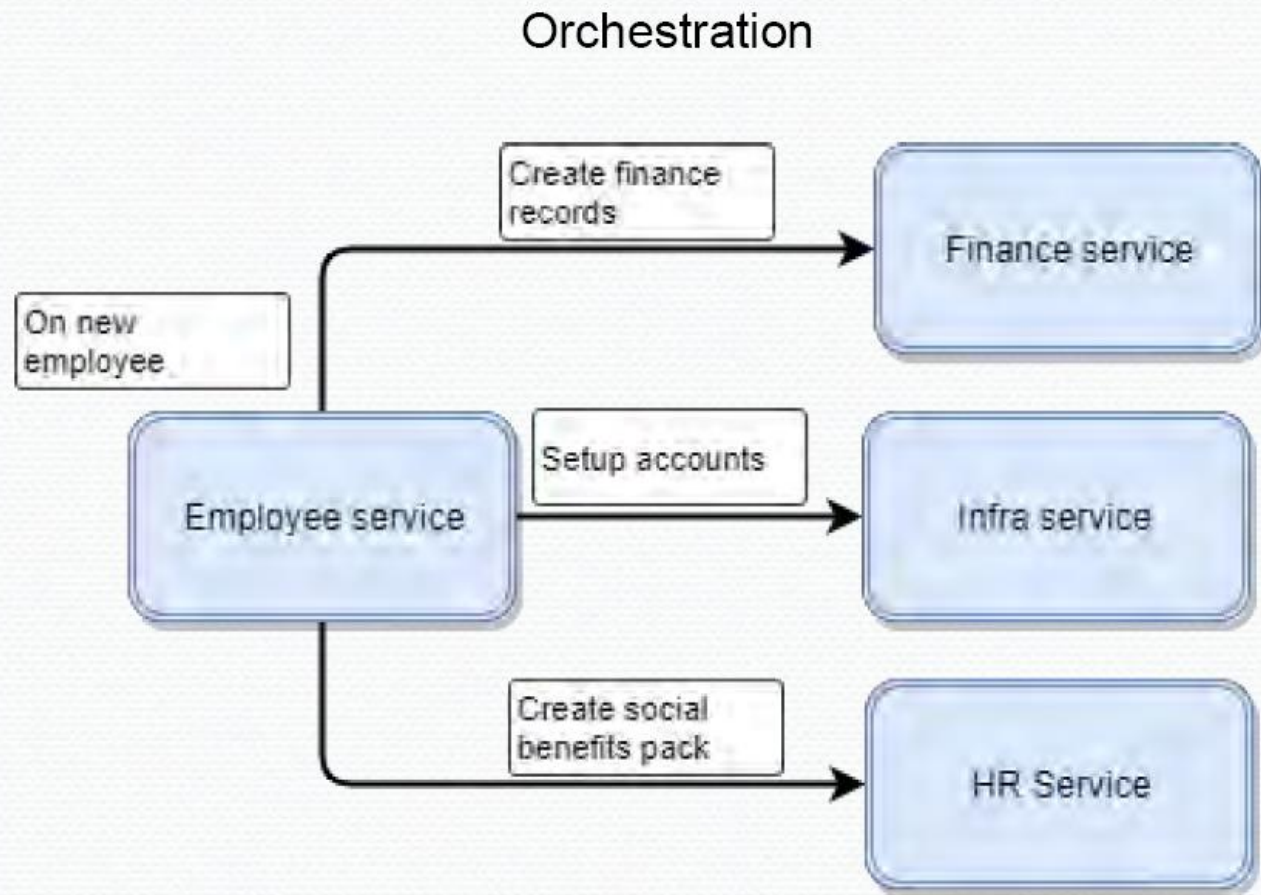 Orchestration
Create finance
records
Finance service
On new
employee
Setup accounts
Employee service
Infra service
Create social
benefits pack
HR Service